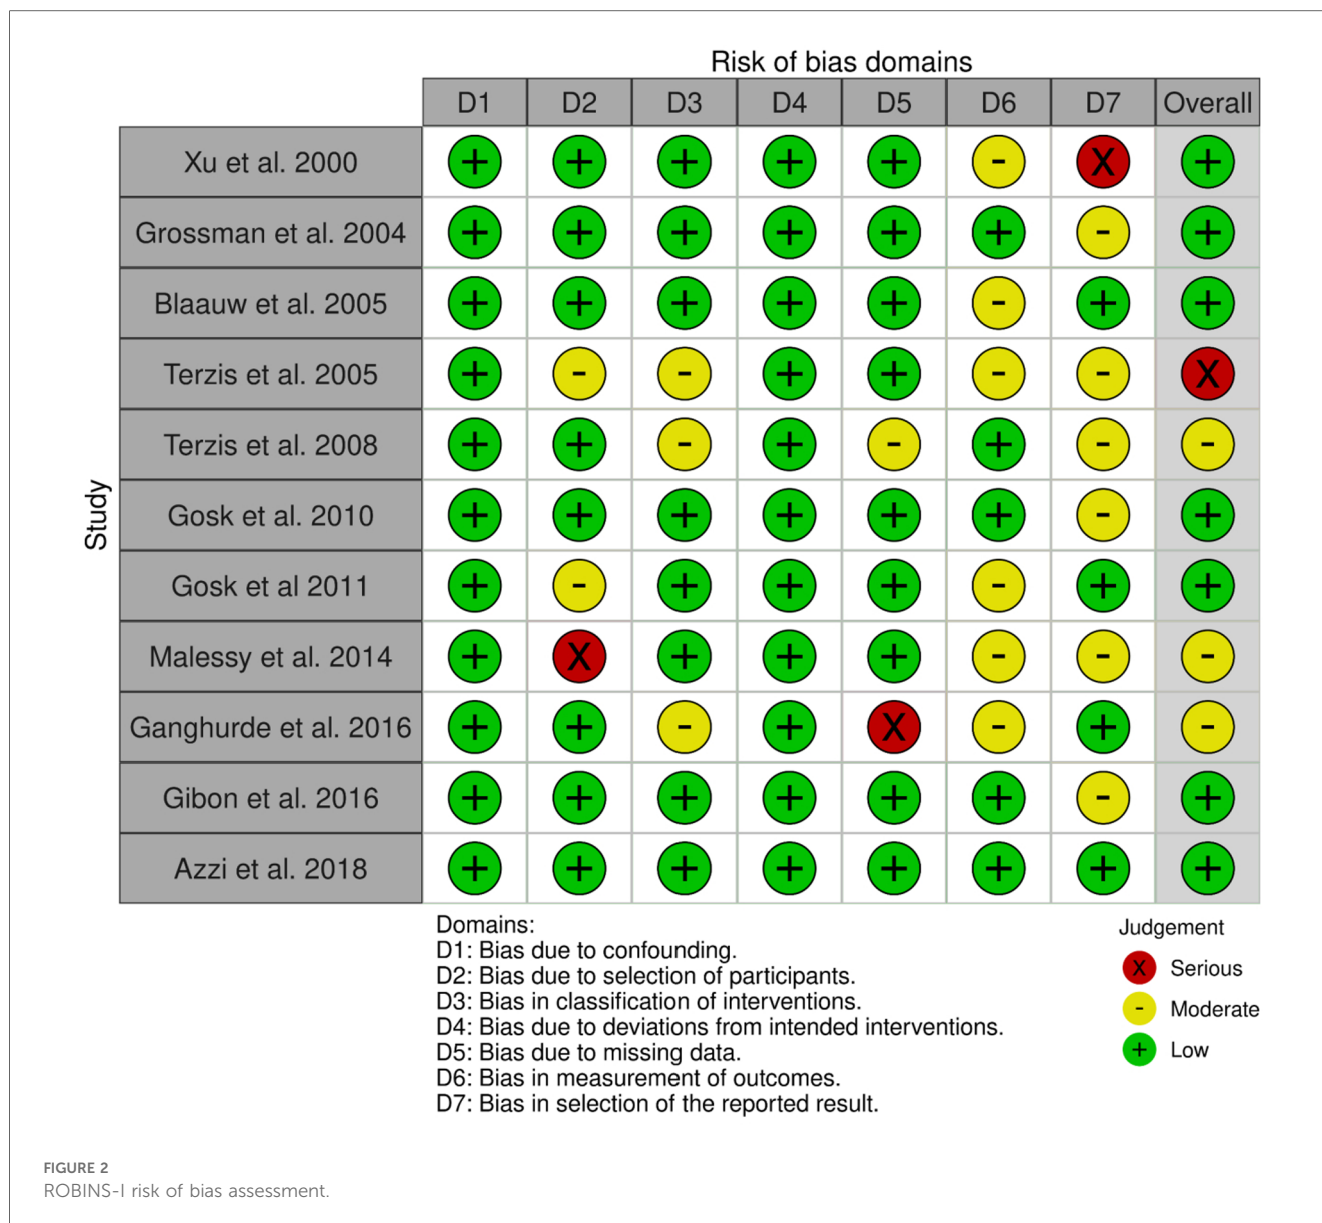 Risk of bias domains
D1 D2 D3 D4 D5 D6 D7 Overall
Study
Xu et al. 2000 + + + + + - X +
Grossman et al. 2004 + + + + + + - +
Blaauw et al. 2005 + + + + + - + +
Terzis et al. 2005 + - - + + - - X
Terzis et al. 2008 + + - + - + - -
Gosk et al. 2010 + + + + + + - +
Gosk et al 2011 + - + + + - + +
Malessy et al. 2014 + X + + + - - -
Ganghurde et al. 2016 + + - + X - + -
Gibon et al. 2016 + + + + + + - +
Azzi et al. 2018 + + + + + + + +
Domains:
D1: Bias due to confounding.
D2: Bias due to selection of participants.
D3: Bias in classification of interventions.
D4: Bias due to deviations from intended interventions.
D5: Bias due to missing data.
D6: Bias in measurement of outcomes.
D7: Bias in selection of the reported result.
Judgement
X Serious
- Moderate
+ Low
FIGURE 2
ROBINS-I risk of bias assessment.